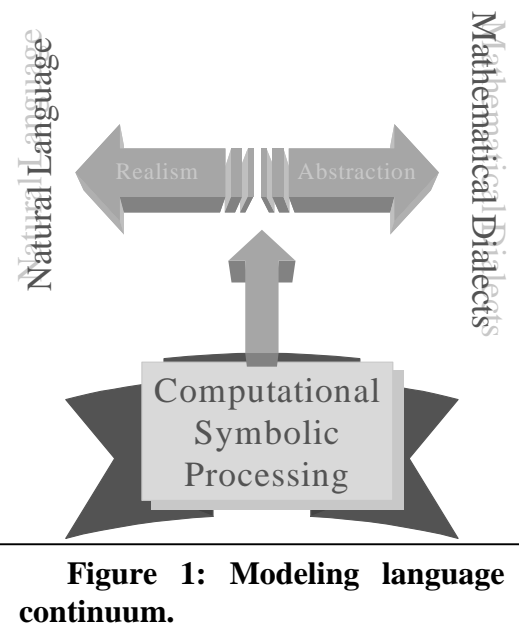 Natural Language
Mathematical Dialects
Realism
Abstraction
Computational
Symbolic
Processing
Figure 1: Modeling language
continuum.